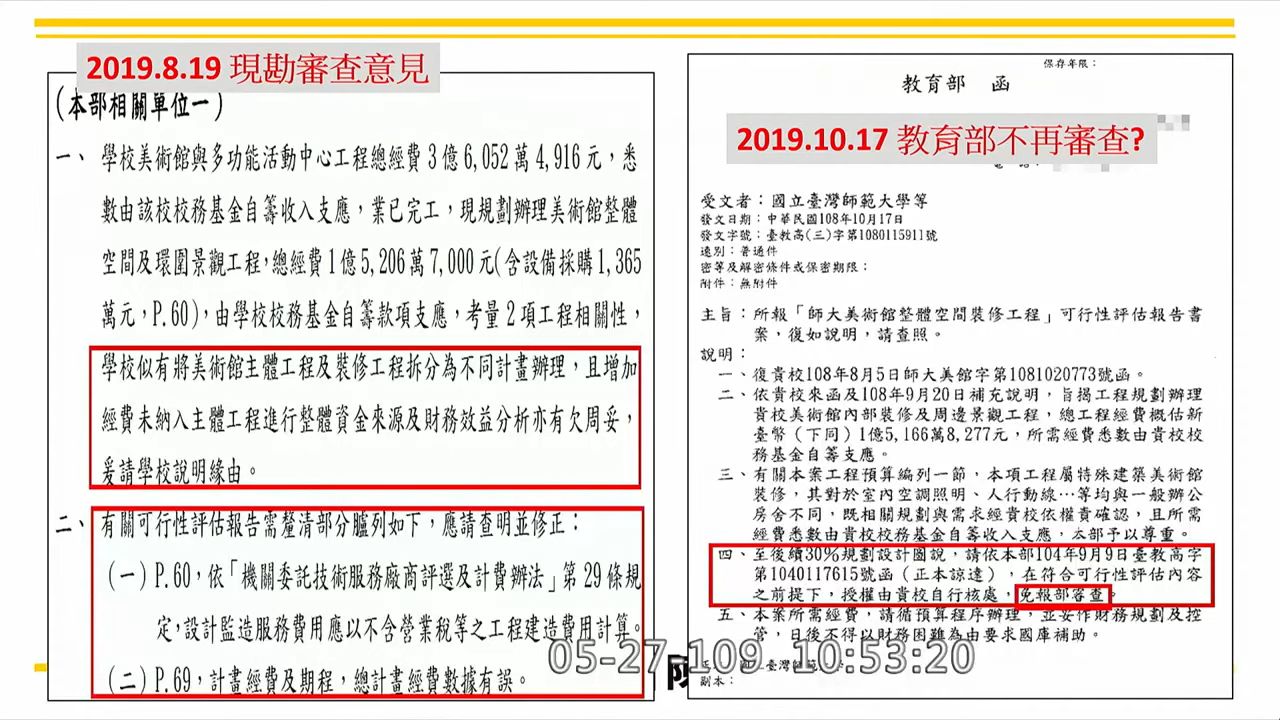 2019.8.19 現勘審查意見
(本部相關單位一)
一、學校美術館與多功能活動中心工程總經費 3 億 6,052 萬 4,916 元，悉
數由該校校務基金自籌收入支應，業已完工，現規劃辦理美術館整體
空間及環圍景觀工程，總經費 1 億 5,206 萬 7,000 元(含設備採購 1,365
萬元，P.60)，由學校校務基金自籌款項支應，考量 2 項工程相關性，
學校似有將美術館主體工程及裝修工程拆分為不同計畫辦理，且增加
經費未納入主體工程進行整體資金來源及財務效益分析亦有欠周妥，
爰請學校說明緣由。
二、有關可行性評估報告需釐清部分臚列如下，應請查明並修正：
(一) P.60，依「機關委託技術服務廠商評選及計費辦法」第 29 條規
定，設計監造服務費用應以不含營業稅等之工程建造費用計算。
(二) P.69，計畫經費及期程，總計畫經費數據有誤。
保存年限：
教育部 函
2019.10.17 教育部不再審查?
受文者：國立臺灣師範大學等
發文日期：中華民國108年10月17日
發文字號：臺教高(三)字第1080115911號
速別：普通件
密等及解密條件或保密期限：
附件：無附件
主旨：所報「師大美術館整體空間裝修工程」可行性評估報告書
案，復如說明，請查照。
說明：
一、復貴校108年8月5日師大美館字第1081020773號函。
二、依貴校來函及108年9月20日補充說明，旨揭工程規劃辦理
貴校美術館內部裝修及周邊景觀工程，總工程經費概估新
臺幣（下同）1億5,166萬8,277元，所需經費悉數由貴校校
務基金自籌支應。
三、有關本案工程預算編列一節，本項工程屬特殊建築美術館
裝修，其對於室內空調照明、人行動線…等均與一般辦公
房舍不同，既相關規劃與需求經貴校依權責確認，且所需
經費悉數由貴校校務基金自籌收入支應，本部予以尊重。
四、至後續30%規劃設計圖說，請依本部104年9月9日臺教高字
第1040117615號函（正本諒達），在符合可行性評估內容
之前提下，授權由貴校自行核處，免報部審查。
五、本案所需經費，請循預算程序辦理，並妥作財務規劃及控
管，日後不得以財務困難為由要求國庫補助。
副本：
05-27-109 10:53:20